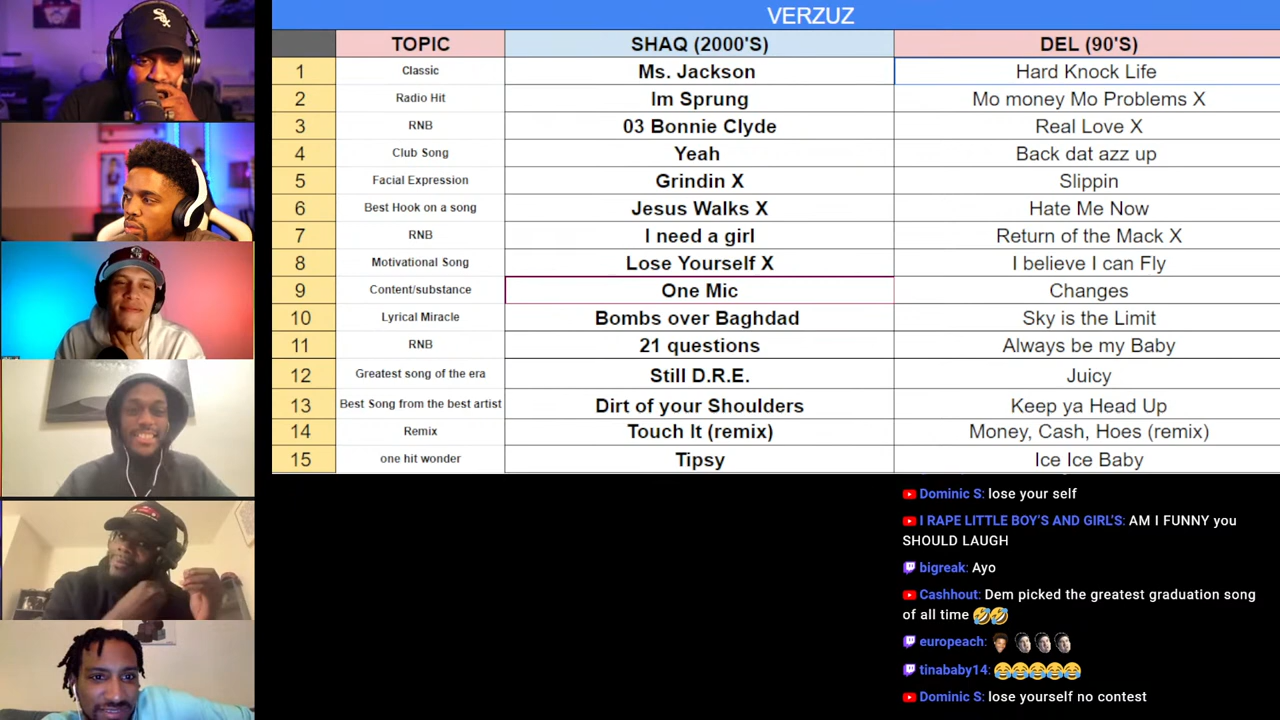 VERZUZ
TOPIC SHAQ (2000'S) DEL (90'S)
1 Classic Ms. Jackson Hard Knock Life
2 Radio Hit Im Sprung Mo money Mo Problems X
3 RNB 03 Bonnie Clyde Real Love X
4 Club Song Yeah Back dat azz up
5 Facial Expression Grindin X Slippin
6 Best Hook on a song Jesus Walks X Hate Me Now
7 RNB I need a girl Return of the Mack X
8 Motivational Song Lose Yourself X I believe I can Fly
9 Content/substance One Mic Changes
10 Lyrical Miracle Bombs over Baghdad Sky is the Limit
11 RNB 21 questions Always be my Baby
12 Greatest song of the era Still D.R.E. Juicy
13 Best Song from the best artist Dirt of your Shoulders Keep ya Head Up
14 Remix Touch It (remix) Money, Cash, Hoes (remix)
15 one hit wonder Tipsy Ice Ice Baby
Dominic S: lose your self
I RAPE LITTLE BOY'S AND GIRL'S: AM I FUNNY you
SHOULD LAUGH
bigreak: Ayo
Cashhout: Dem picked the greatest graduation song
of all time 🤣🤣
europeach:
tinababy14: 😂😂😂😂😂
Dominic S: lose yourself no contest